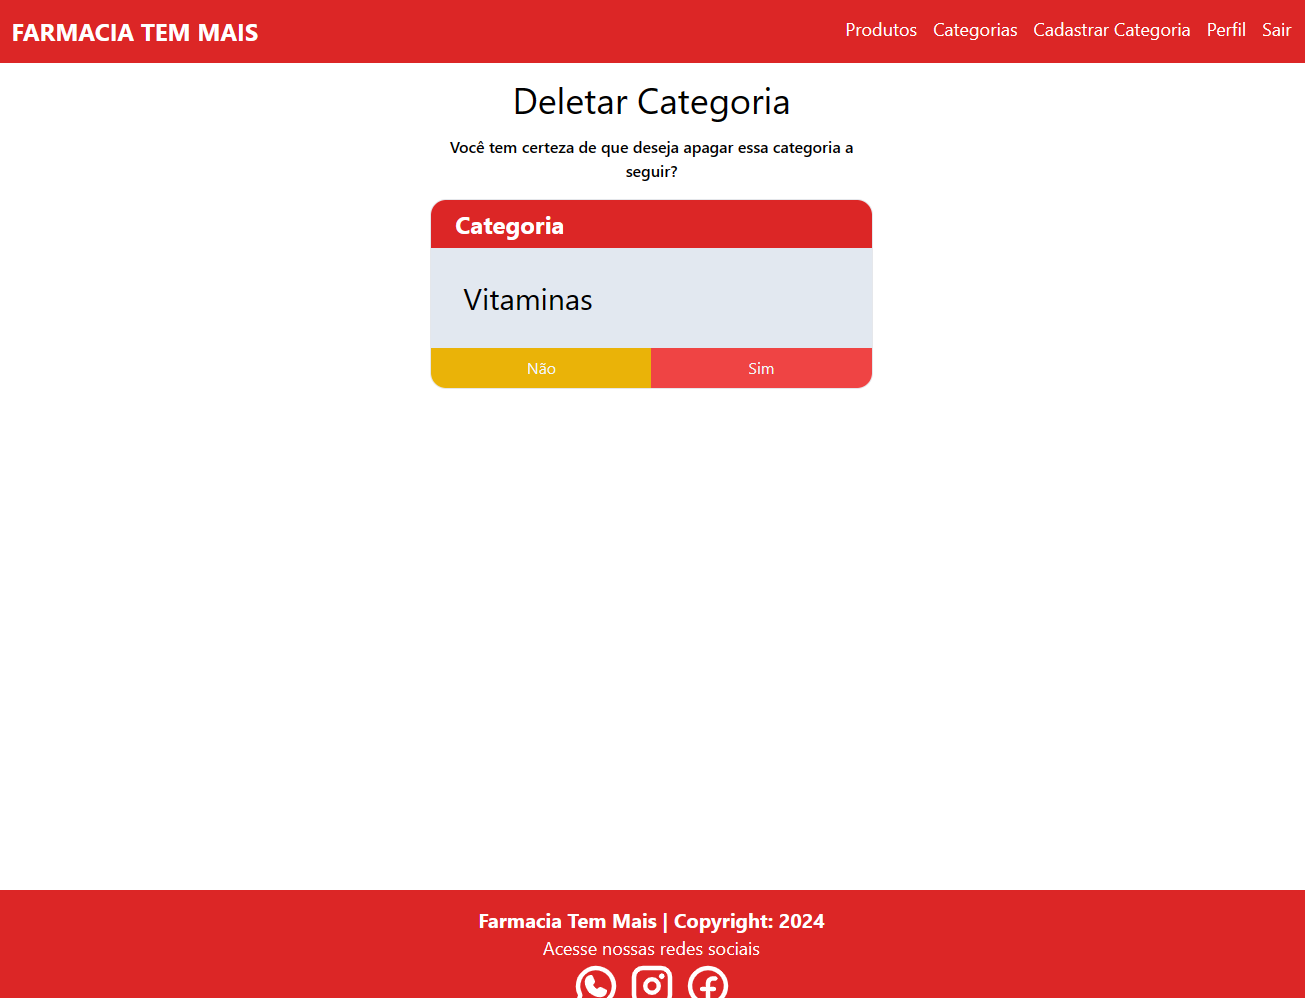 FARMACIA TEM MAIS
Produtos Categorias Cadastrar Categoria Perfil Sair
Deletar Categoria
Você tem certeza de que deseja apagar essa categoria a
seguir?
Categoria
Vitaminas
Não Sim
Farmacia Tem Mais | Copyright: 2024
Acesse nossas redes sociais